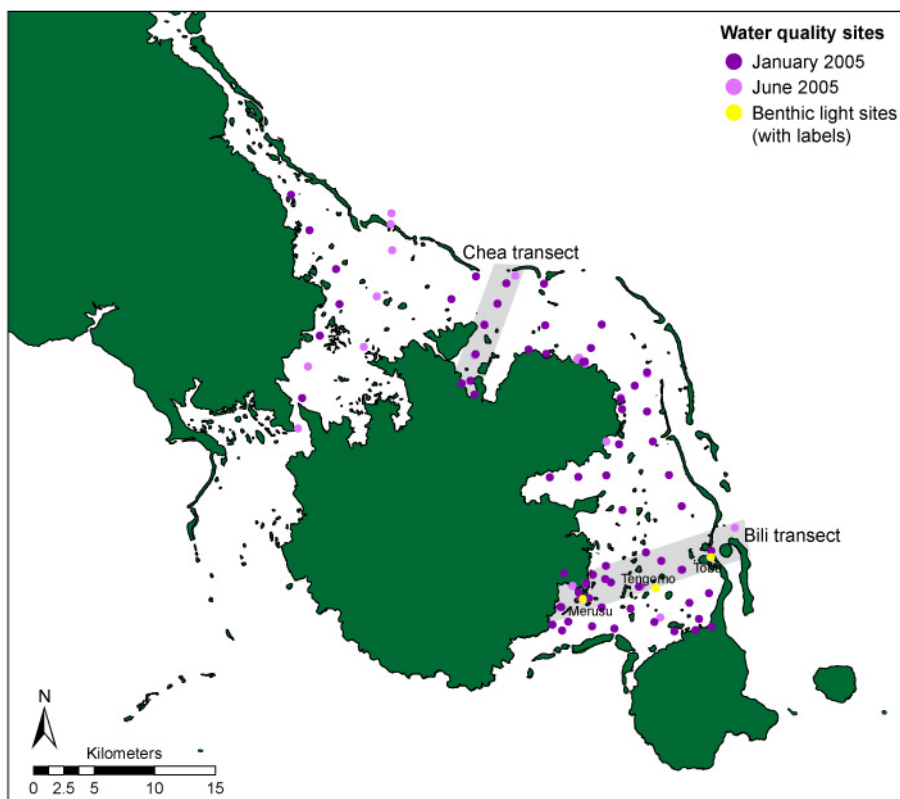 Water quality sites
January 2005
June 2005
Benthic light sites
(with labels)
Chea transect
Bili transect
Toba
Tengomo
Merusu
N
Kilometers
0 2.5 5 10 15